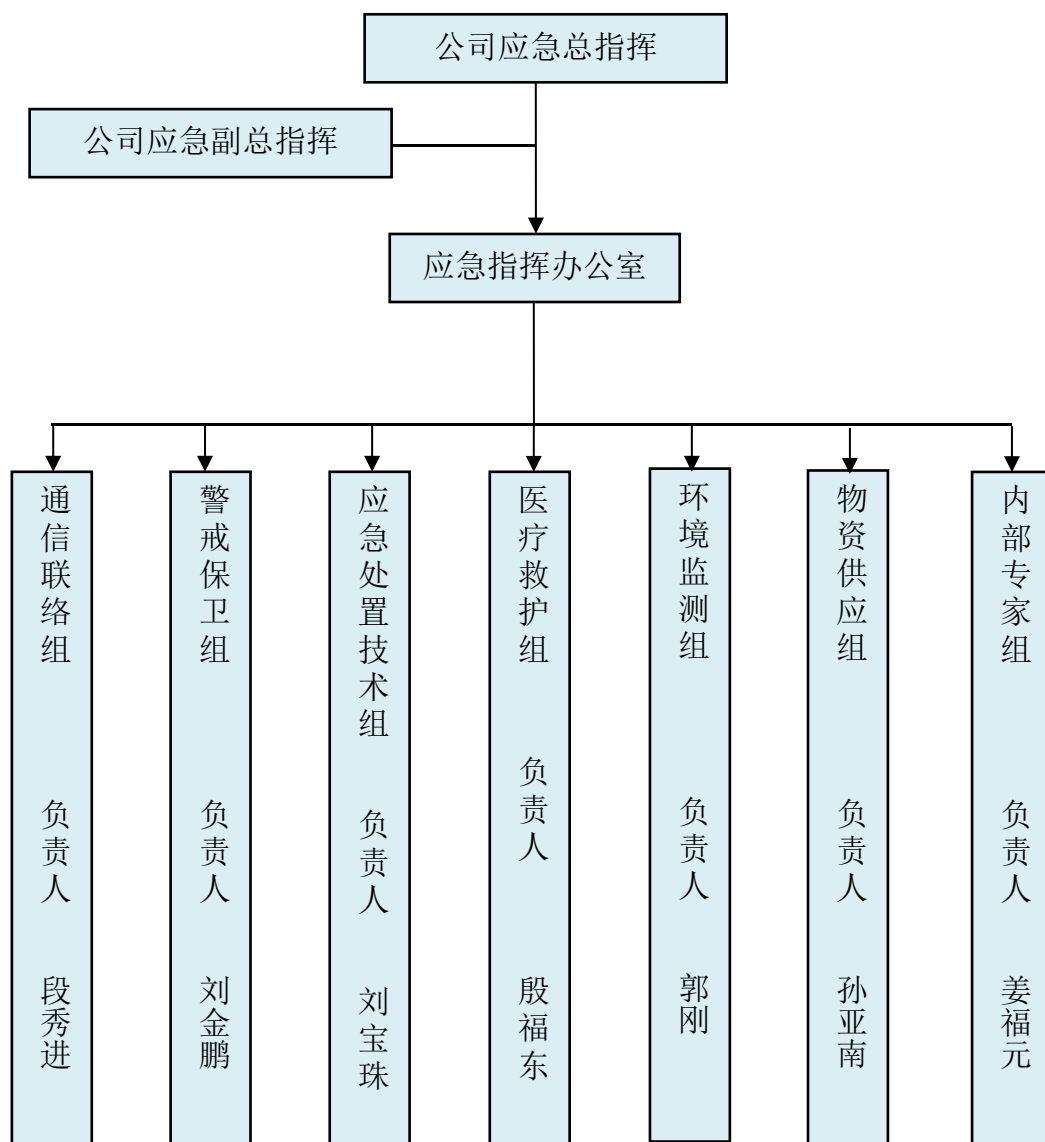 公司应急总指挥
公司应急副总指挥
应急指挥办公室
通信联络组
负责人
段秀进
警戒保卫组
负责人
刘金鹏
应急处置技术组
负责人
刘宝珠
医疗救护组
负责人
殷福东
环境监测组
负责人
郭刚
物资供应组
负责人
孙亚南
内部专家组
负责人
姜福元